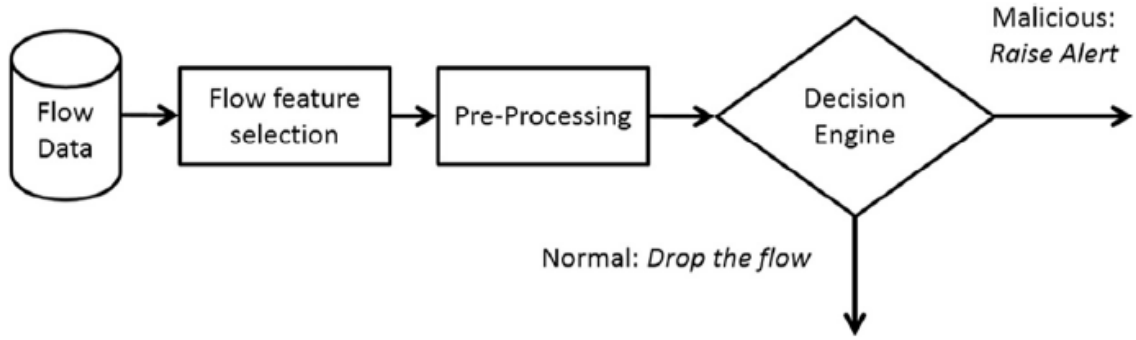 Flow
Data
Flow feature
selection
Pre-Processing
Decision
Engine
Malicious:
Raise Alert
Normal: Drop the flow